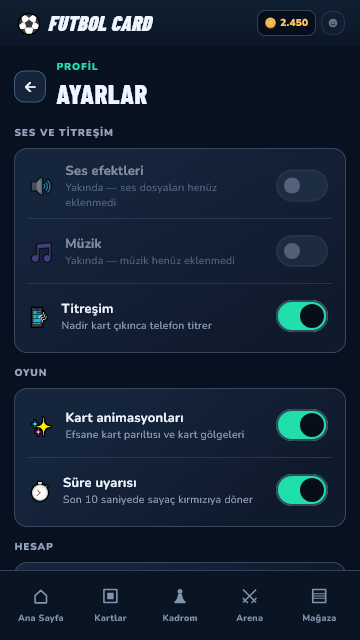 FUTBOL CARD
2.450
PROFİL
AYARLAR
SES VE TİTREŞİM
Ses efektleri
Yakında — ses dosyaları henüz
eklenmedi
Müzik
Yakında — müzik henüz eklenmedi
Titreşim
Nadir kart çıkınca telefon titrer
OYUN
Kart animasyonları
Efsane kart parıltısı ve kart gölgeleri
Süre uyarısı
Son 10 saniyede sayaç kırmızıya döner
HESAP
Ana Sayfa
Kartlar
Kadrom
Arena
Mağaza